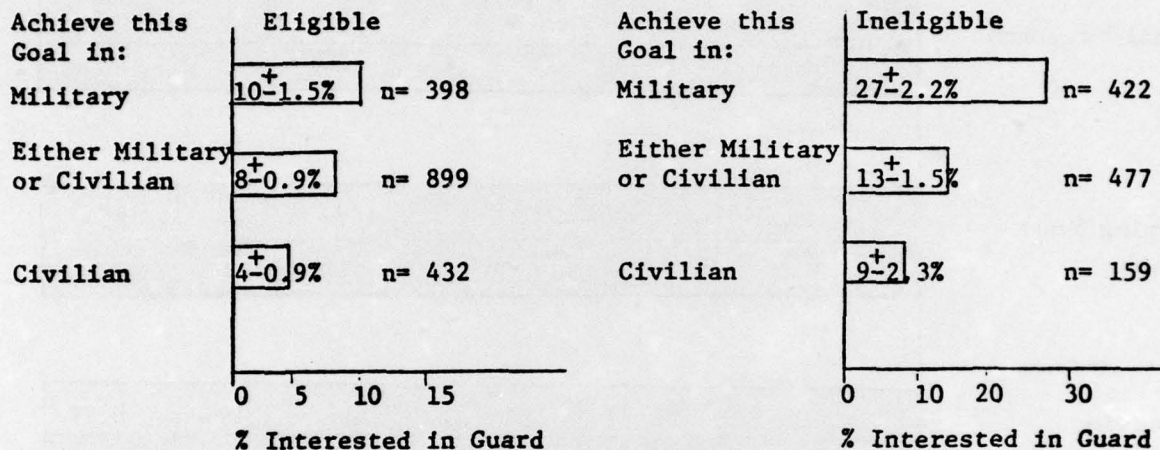 Achieve this
Goal in:
Eligible
Military
10±1.5%
n= 398
Either Military
or Civilian
8±0.9%
n= 899
Civilian
4±0.9%
n= 432
0 5 10 15
% Interested in Guard
Achieve this
Goal in:
Ineligible
Military
27±2.2%
n= 422
Either Military
or Civilian
13±1.5%
n= 477
Civilian
9±2.3%
n= 159
0 10 20 30
% Interested in Guard